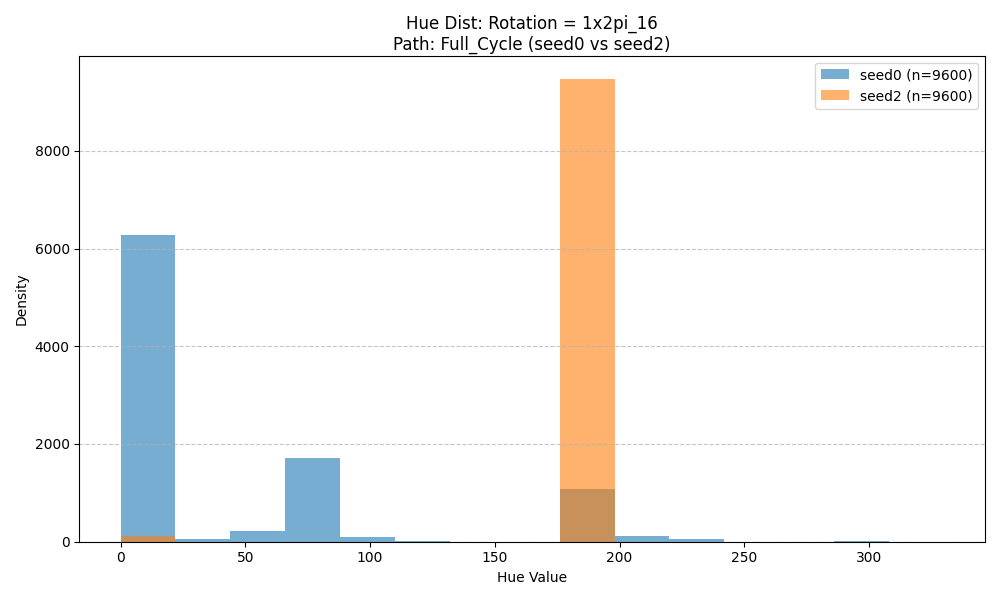 Hue Dist: Rotation = 1x2pi_16
Path: Full_Cycle (seed0 vs seed2)
seed0 (n=9600)
seed2 (n=9600)
Density
8000
6000
4000
2000
0
0 50 100 150 200 250 300
Hue Value